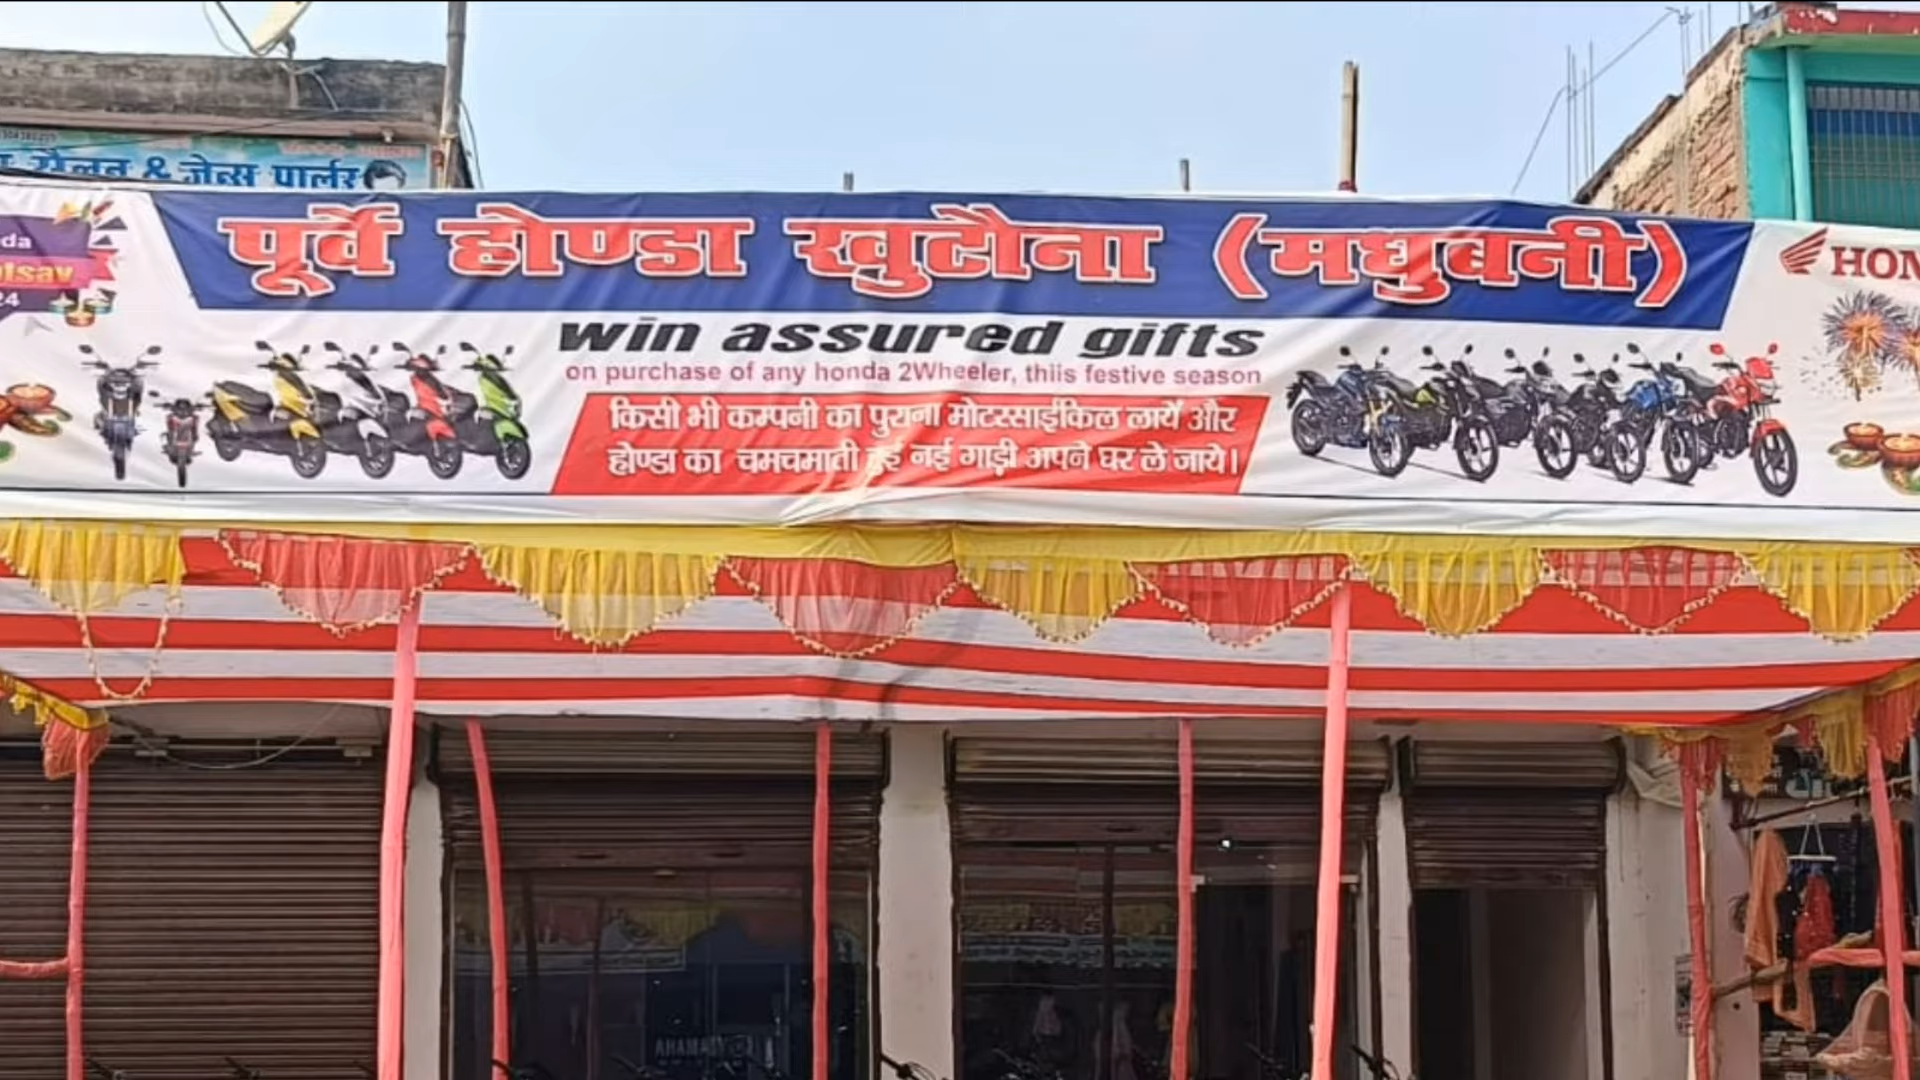 सैलून & जेन्स पार्लर
पूर्वे होण्डा खुटौना (मधुबनी)
win assured gifts
on purchase of any honda 2Wheeler, thiis festive season
किसी भी कम्पनी का पुराना मोटरसाईकिल लायें और
होण्डा का चमचमाती हुई नई गाड़ी अपने घर ले जाये।